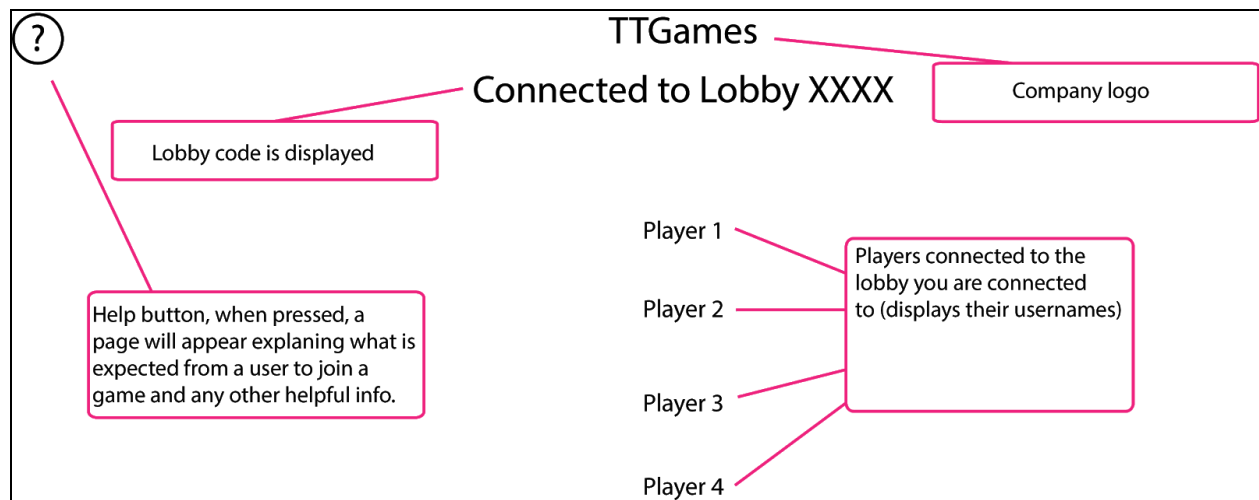 ?
TTGames
Connected to Lobby XXXX
Company logo
Lobby code is displayed
Player 1
Player 2
Player 3
Player 4
Players connected to the
lobby you are connected
to (displays their usernames)
Help button, when pressed, a
page will appear explaning what is
expected from a user to join a
game and any other helpful info.